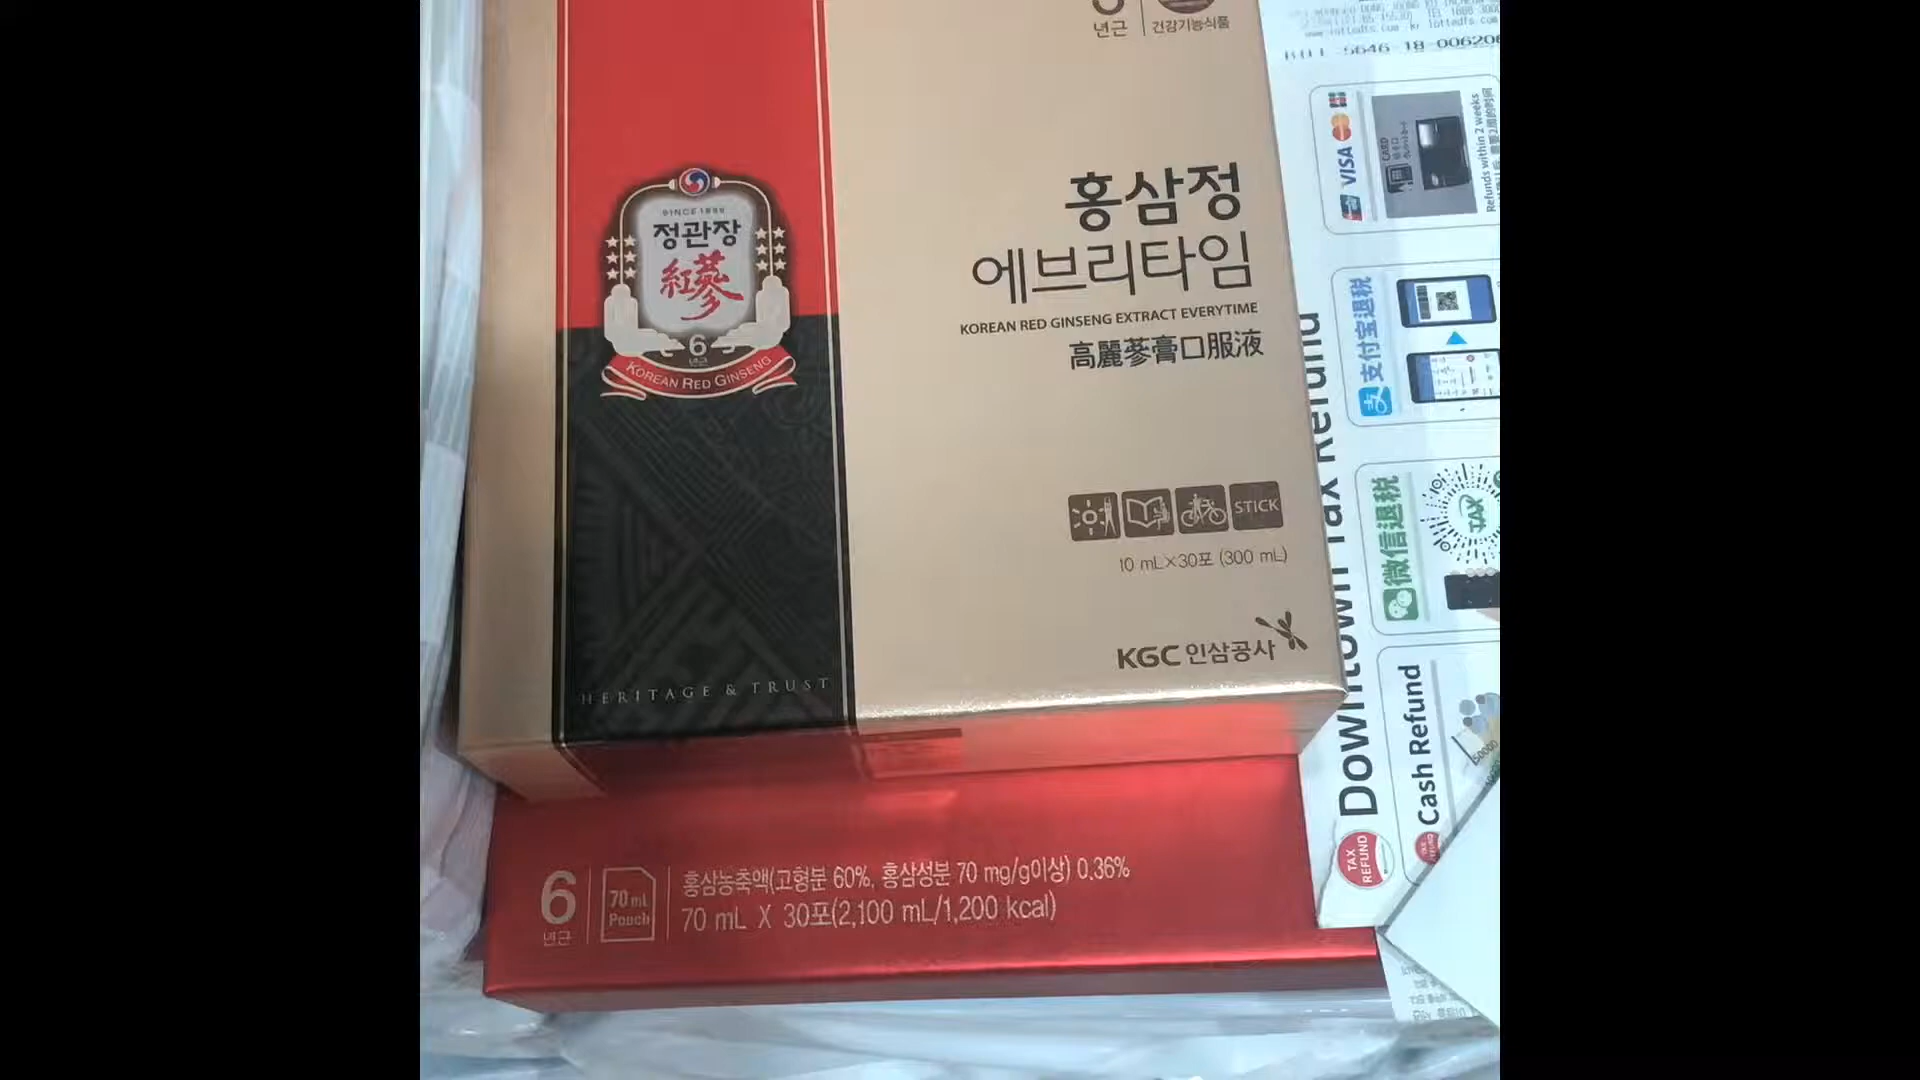 년근
건강기능식품
SINCE 1899
정관장
紅蔘
6
년근
KOREAN RED GINSENG
홍삼정
에브리타임
KOREAN RED GINSENG EXTRACT EVERYTIME
高麗蔘膏口服液
STICK
10 mL×30포 (300 mL)
KGC 인삼공사
HERITAGE & TRUST
6
년근
70 mL
Pouch
홍삼농축액(고형분 60%, 홍삼성분 70 mg/g이상) 0.36%
70 mL X 30포(2,100 mL/1,200 kcal)
VISA
CARD
Refunds within 2 weeks
支付宝退税
微信退税
TAX
Downtown Tax Refund
Cash Refund
TAX
REFUND
50000